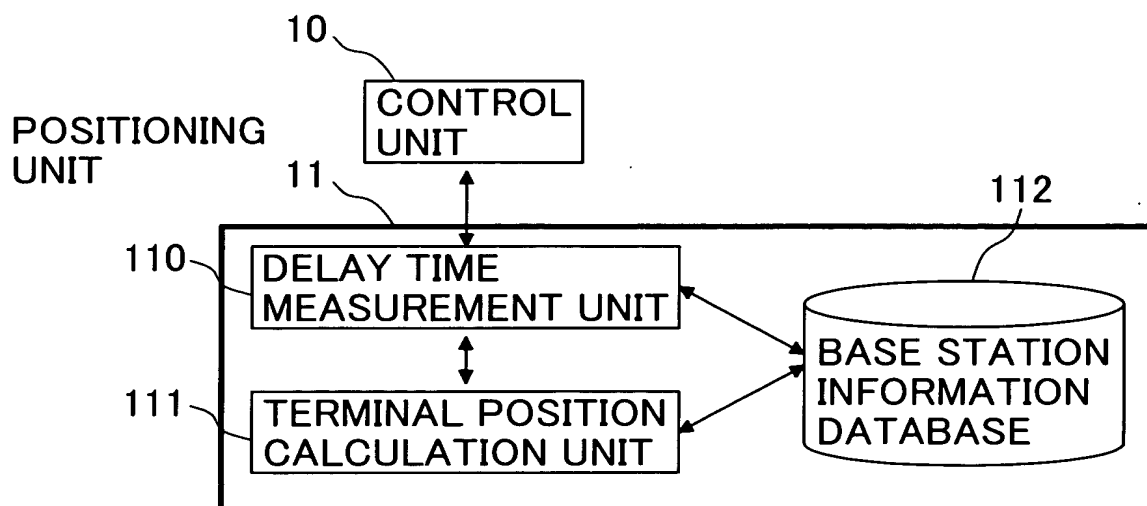 10
CONTROL
UNIT
POSITIONING
UNIT
11
112
110
DELAY TIME
MEASUREMENT UNIT
BASE STATION
INFORMATION
DATABASE
111
TERMINAL POSITION
CALCULATION UNIT